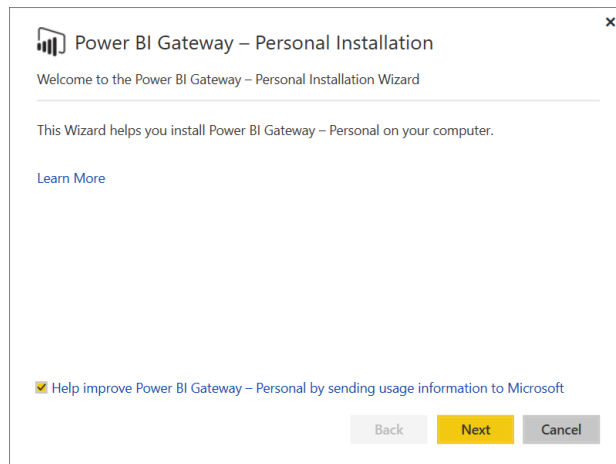 Power BI Gateway – Personal Installation
Welcome to the Power BI Gateway – Personal Installation Wizard
This Wizard helps you install Power BI Gateway – Personal on your computer.
Learn More
Help improve Power BI Gateway – Personal by sending usage information to Microsoft
Back Next Cancel